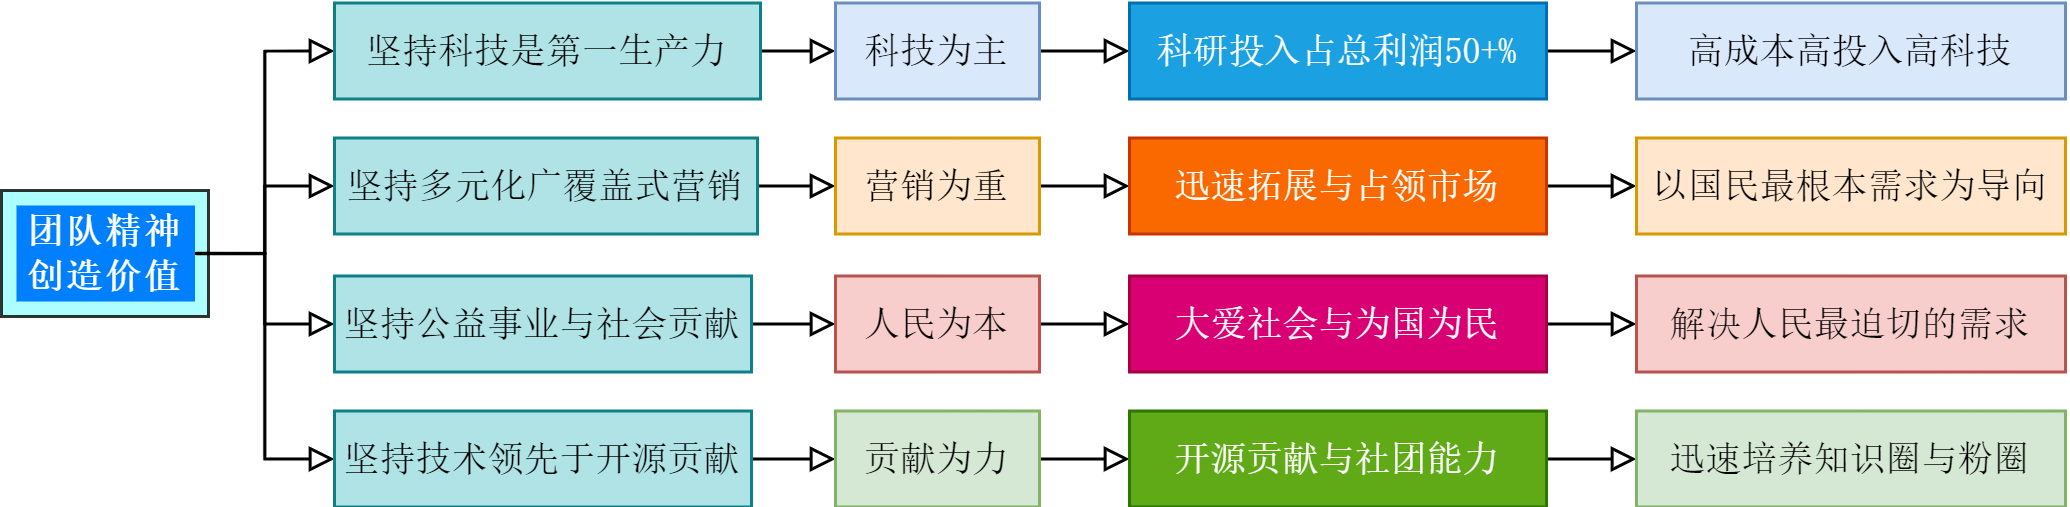 团队精神
创造价值
坚持科技是第一生产力
科技为主
科研投入占总利润50+%
高成本高投入高科技
坚持多元化广覆盖式营销
营销为重
迅速拓展与占领市场
以国民最根本需求为导向
坚持公益事业与社会贡献
人民为本
大爱社会与为国为民
解决人民最迫切的需求
坚持技术领先于开源贡献
贡献为力
开源贡献与社团能力
迅速培养知识圈与粉圈